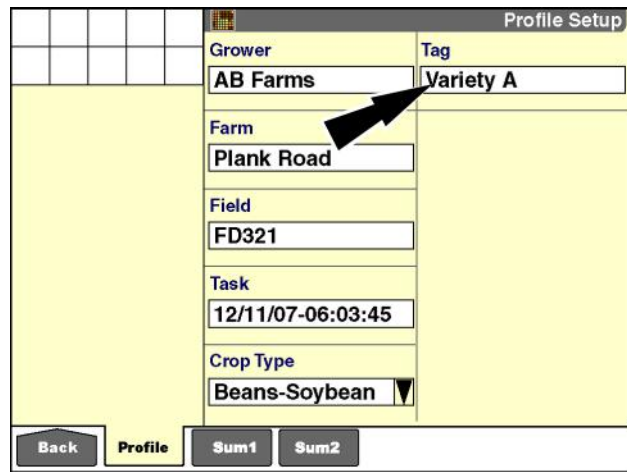 Profile Setup
Grower
AB Farms
Tag
Variety A
Farm
Plank Road
Field
FD321
Task
12/11/07-06:03:45
Crop Type
Beans-Soybean
Back
Profile
Sum1
Sum2